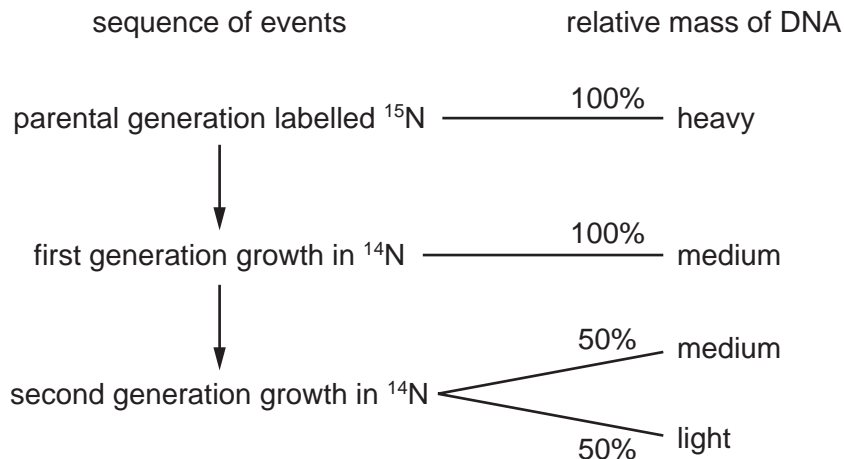 sequence of events relative mass of DNA
parental generation labelled ¹⁵N 100% heavy
first generation growth in ¹⁴N 100% medium
50% medium
second generation growth in ¹⁴N
50% light